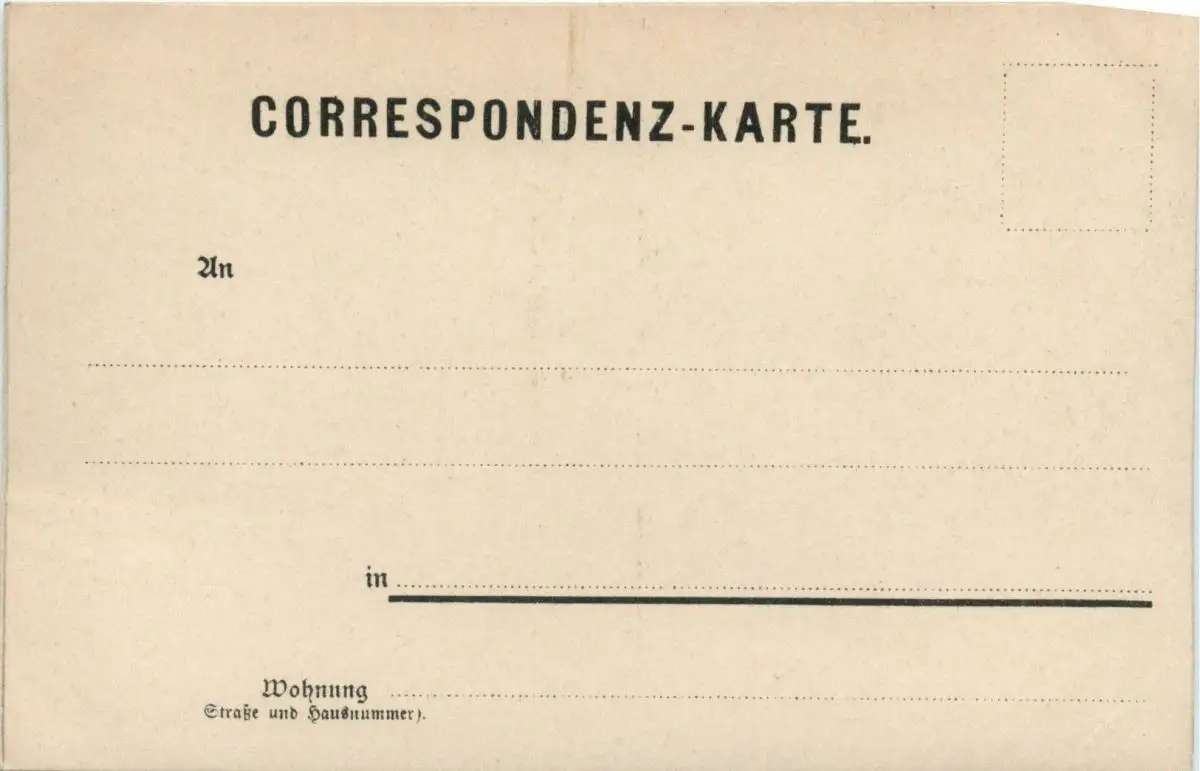 CORRESPONDENZ-KARTE.
An
in
Wohnung
Straße und Hausnummer).